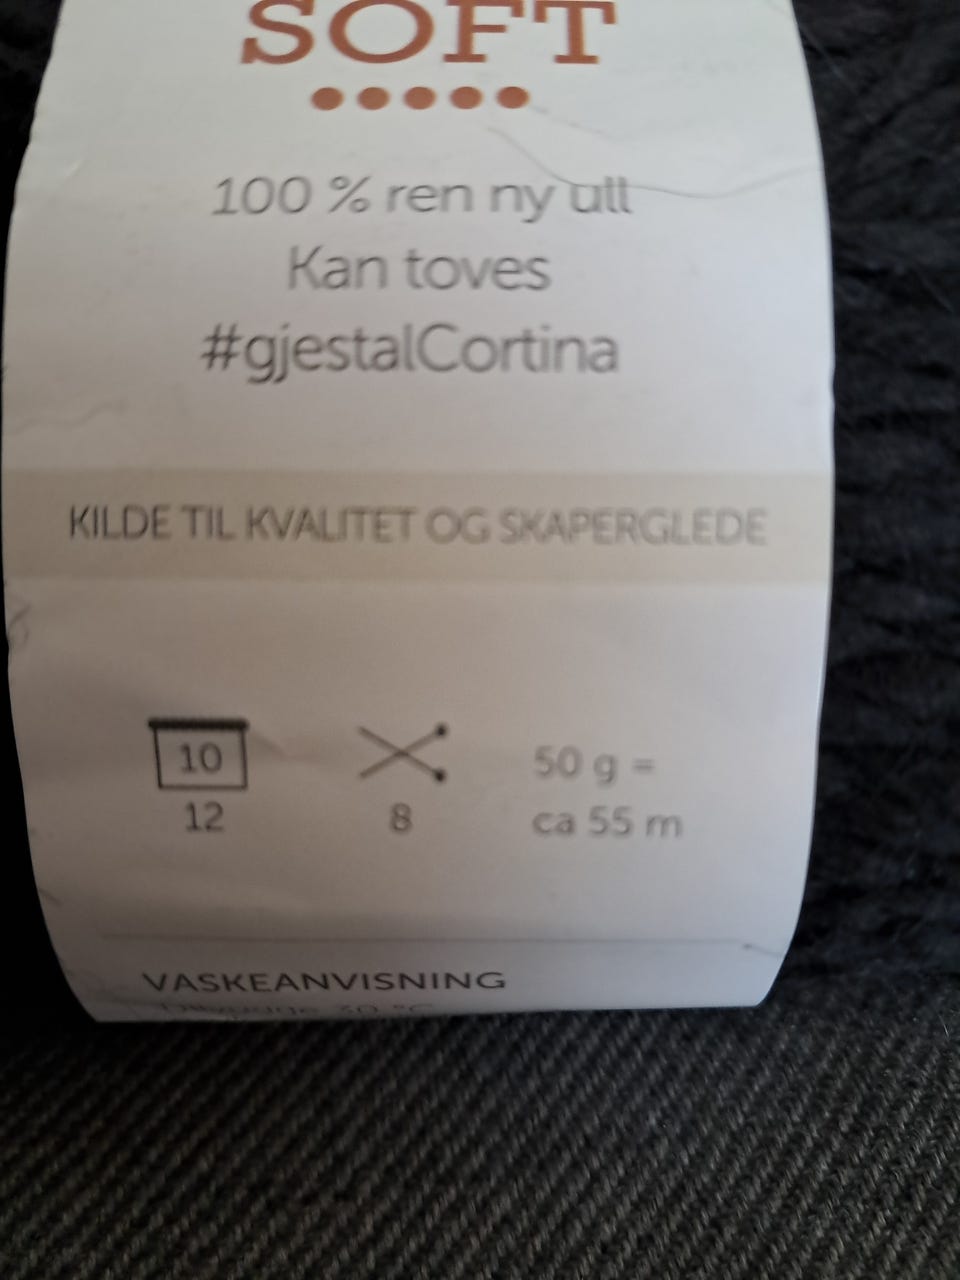 SOFT
100 % ren ny ull
Kan toves
#gjestalCortina
KILDE TIL KVALITET OG SKAPERGLEDE
10
12
8
50 g =
ca 55 m
VASKEANVISNING
30 °C